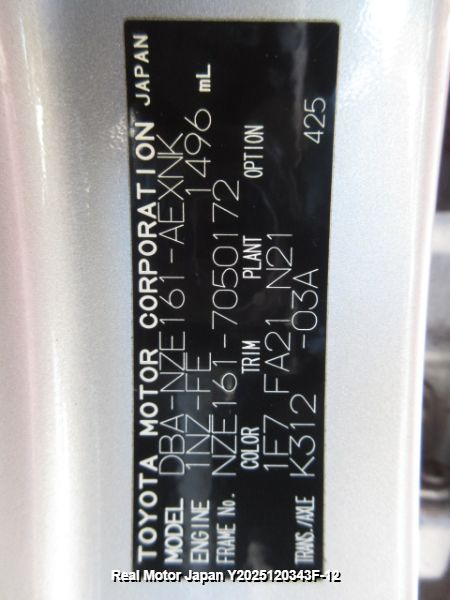 TOYOTA MOTOR CORPORATION JAPAN
MODEL DBA-NZE161-AEXNK
ENGINE 1NZ-FE 1496 mL
FRAME No. NZE161-7050172
COLOR TRIM PLANT OPTION
1F7 FA21 N21
TRANS./AXLE K312 -03A 425
Real Motor Japan Y2025120343F-12